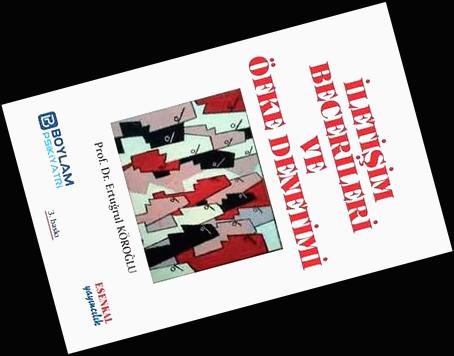 İLETİŞİM
BECERİLERİ
VE
ÖFKE DENETİMİ
Prof. Dr. Ertuğrul KÖROĞLU
BOYLAM
PSİKİYATRİ
3. baskı
ESENKAL
yayıncılık